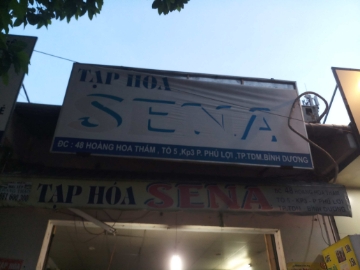 TẠP HÓA
SENA
ĐC : 48 HOÀNG HOA THÁM , TỔ 5 ,Kp3 P. PHÚ LỢI ,TP TDM.BÌNH DƯƠNG
TẠP HÓA SENA